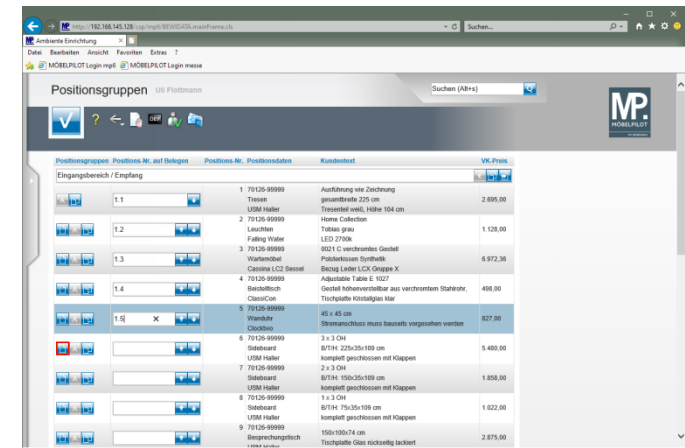 http://192.168.145.128/csp/mp6/BEWIDATA.mainFrame.cls
Suchen...
Ambiente Einrichtung
Datei Bearbeiten Ansicht Favoriten Extras ?
MÖBELPILOT Login mp6 MÖBELPILOT Login messe
Positionsgruppen Uli Flottmann
Suchen (Alt+s)
MP
MÖBELPILOT
Positionsgruppen Positions-Nr. auf Belegen Positions-Nr. Positionsdaten Kundentext VK-Preis
Eingangsbereich / Empfang
1 70126-99999 Ausführung wie Zeichnung
1.1 Tresen gesamtbreite 225 cm 2.695,00
USM Haller Tresenteil weiß, Höhe 104 cm
2 70126-99999 Home Collection
1.2 Leuchten Tobias grau 1.128,00
Falling Water LED 2700k
3 70126-99999 0021 C verchromtes Gestell
1.3 Wartemöbel Polsterkissen Synthetik 6.972,36
Cassina LC2 Sessel Bezug Leder LCX Gruppe X
4 70126-99999 Adjustable Table E 1027
1.4 Beistelltisch Gestell höhenverstellbar aus verchromtem Stahlrohr, 498,00
ClassiCon Tischplatte Kristallglas klar
5 70126-99999 45 x 45 cm
1.5 Wanduhr 827,00
Clocktwo Stromanschluss muss bauseits vorgesehen werden
6 70126-99999 3 x 3 OH
Sideboard B/T/H: 225x35x109 cm 5.480,00
USM Haller komplett geschlossen mit Klappen
7 70126-99999 2 x 3 OH
Sideboard B/T/H: 150x35x109 cm 1.858,00
USM Haller komplett geschlossen mit Klappen
8 70126-99999 1 x 3 OH
Sideboard B/T/H: 75x35x109 cm 1.022,00
USM Haller komplett geschlossen mit Klappen
9 70126-99999 150x100x74 cm
Besprechungstisch 2.875,00
USM Haller Tischplatte Glas rückseitig lackiert